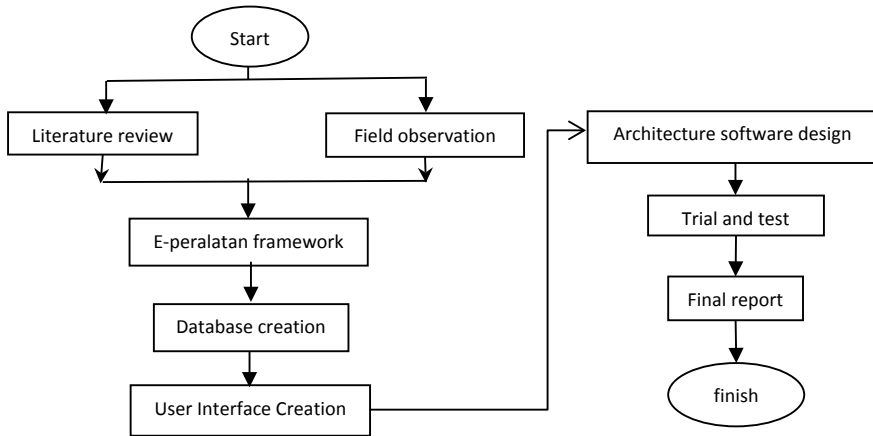 Start
Literature review
Field observation
E-peralatan framework
Database creation
User Interface Creation
Architecture software design
Trial and test
Final report
finish